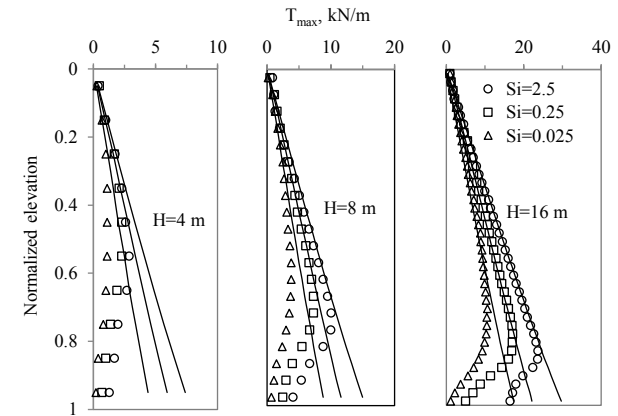 Tmax, kN/m
0 5 10 0 10 20 0 20 40
0
0.2
0.4
0.6
0.8
1
Normalized elevation
H=4 m
H=8 m
H=16 m
Si=2.5
Si=0.25
Si=0.025